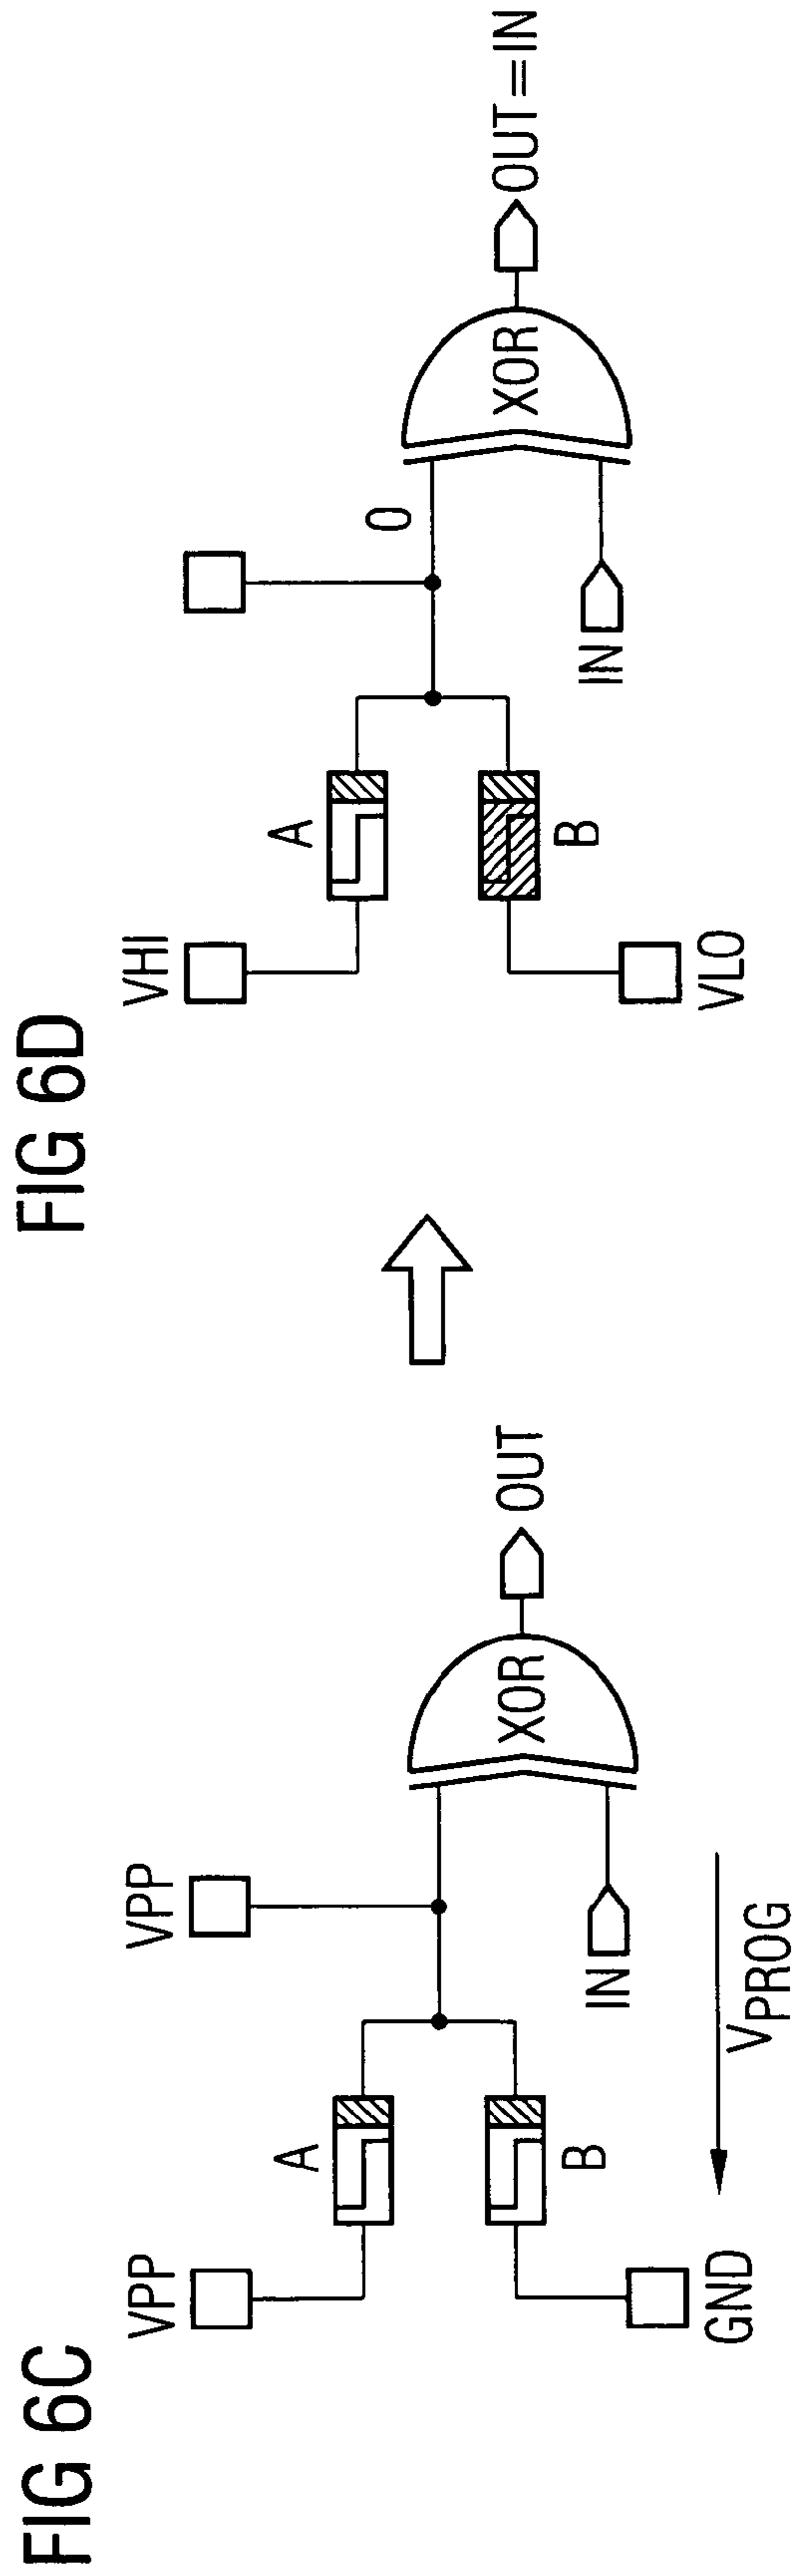 FIG 6C
VPP
VPP
A
B
GND
IN
XOR
OUT
VPROG
FIG 6D
VHI
A
B
VLO
0
IN
XOR
OUT=IN